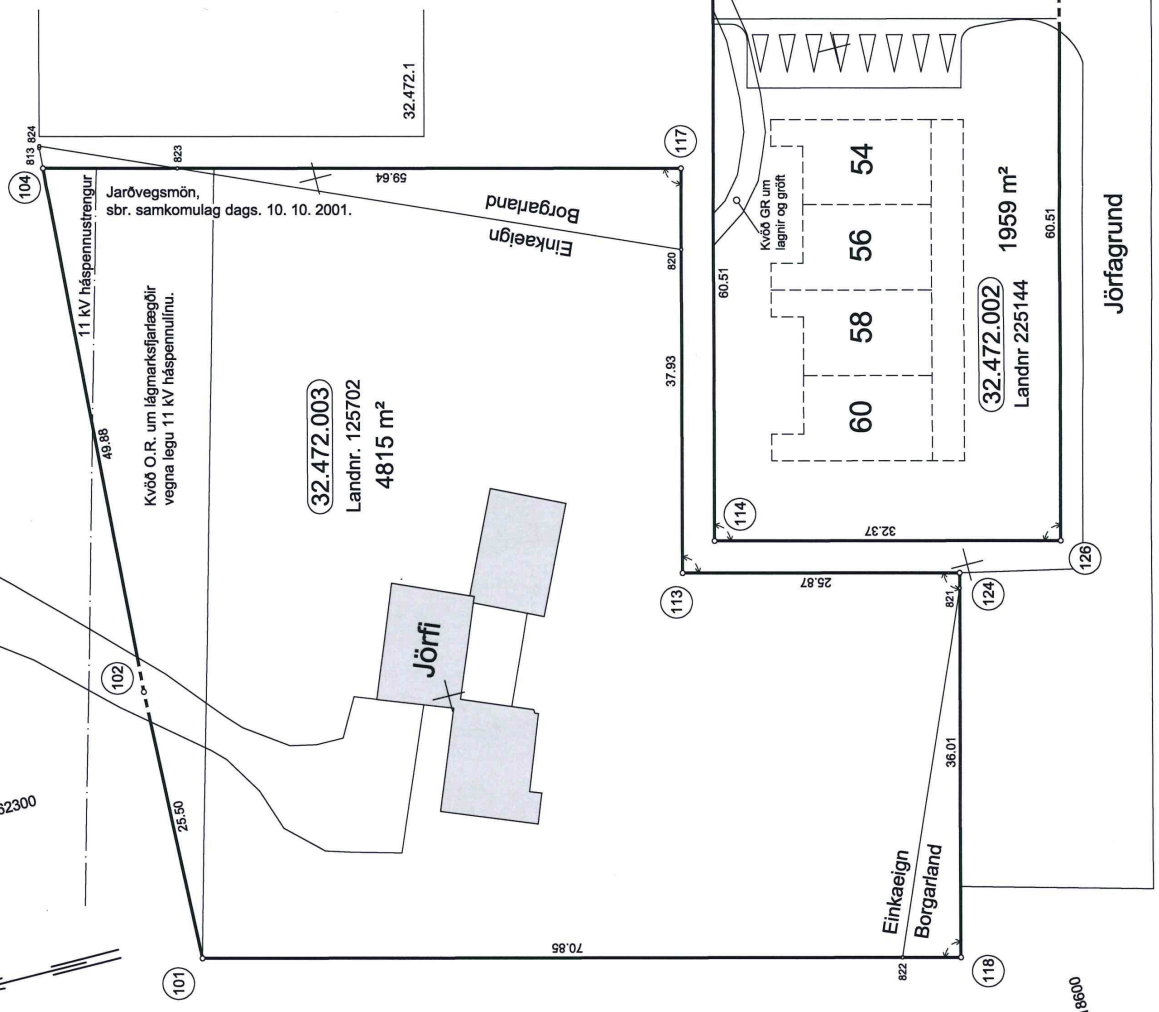 32.472.1
813
824
104
823
11 kV háspennustrengur
Jarðvegsmön,
sbr. samkomulag dags. 10. 10. 2001.
59.64
117
Borgarland
Einkaeign
820
Kvöð GR um
lagnir og gröft
54
56
58
60
1959 m²
60.51
60.51
32.472.002
Landnr 225144
Jörfagrund
49.88
Kvöð O.R. um lágmarksfjarlægðir
vegna legu 11 kV háspennulínu.
32.472.003
Landnr. 125702
4815 m²
37.93
114
32.37
126
113
25.87
821
124
102
Jörfi
25.50
36.01
Einkaeign
Borgarland
70.85
822
101
118
62300
18600